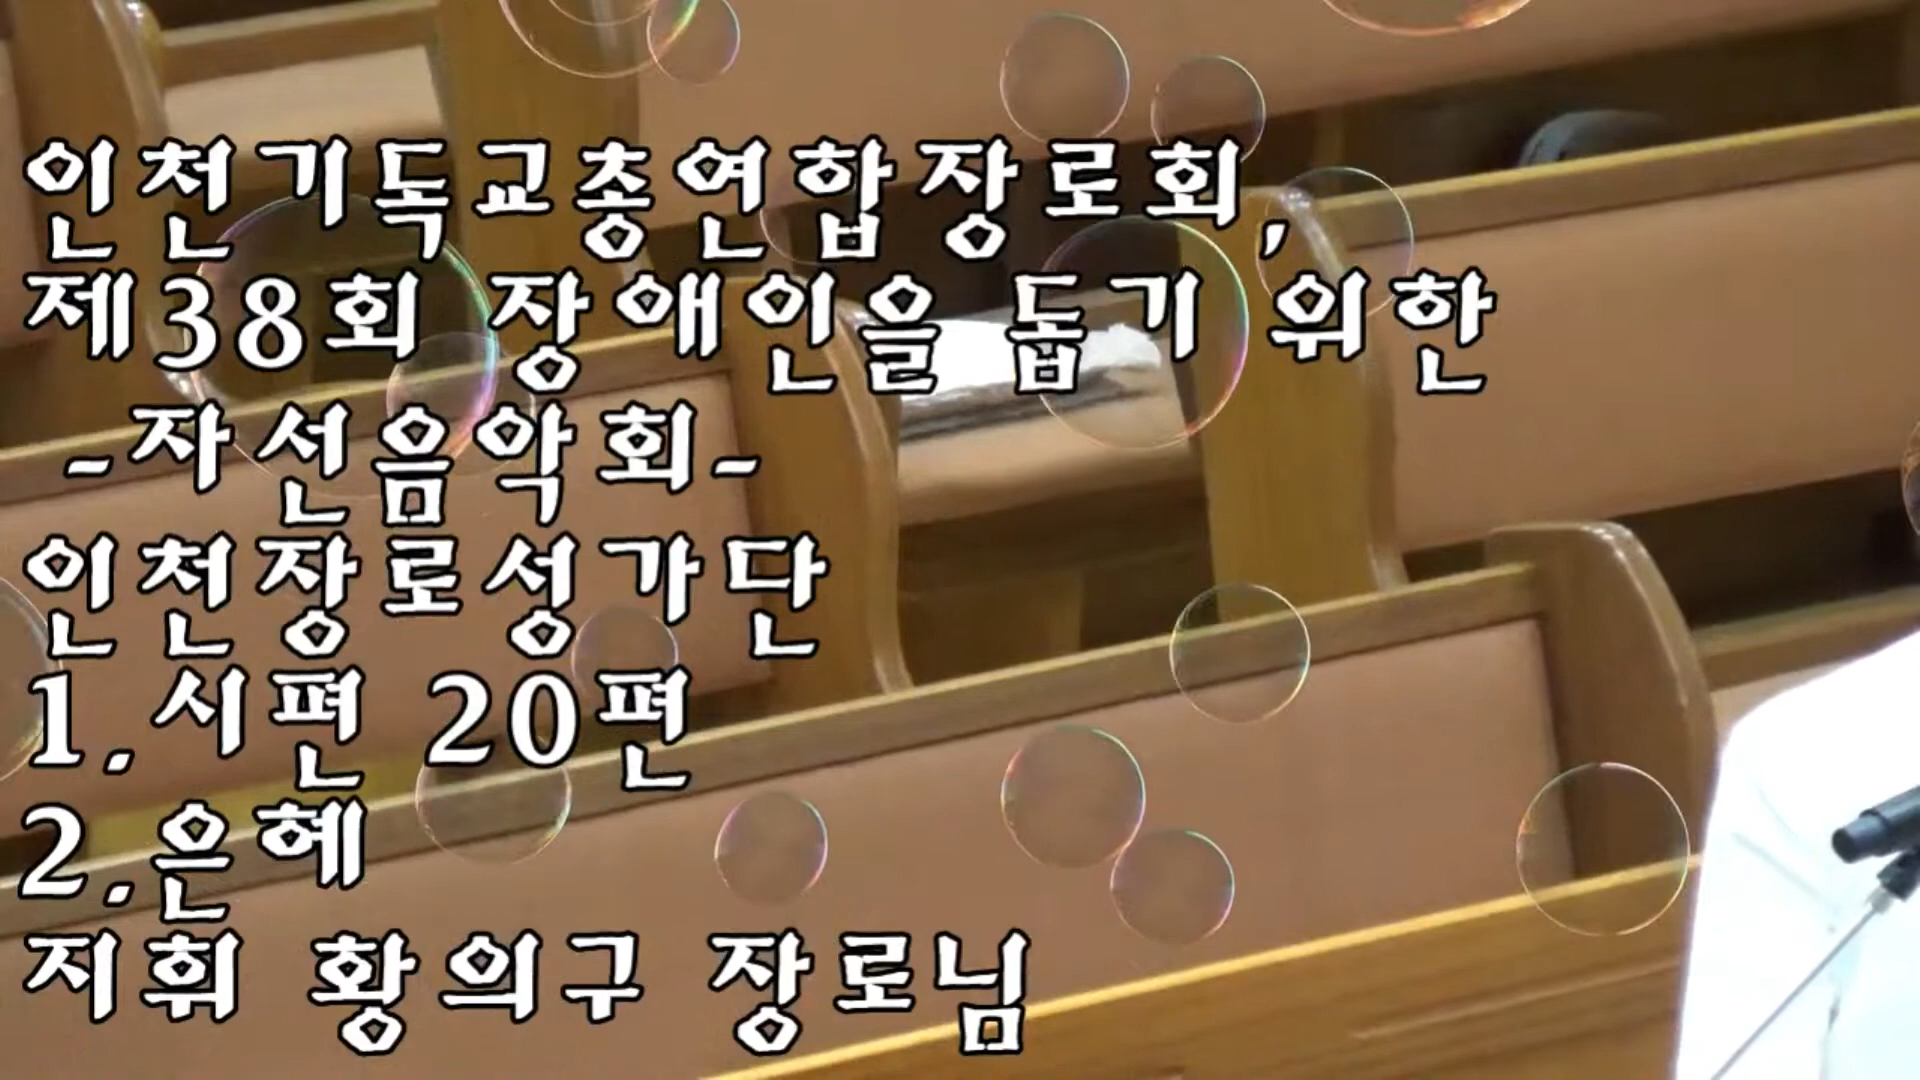 인천기독교총연합장로회,
제38회 장애인을 돕기 위한
-자선음악회-
인천장로성가단
1.시편 20편
2.은혜
지휘 황의구 장로님